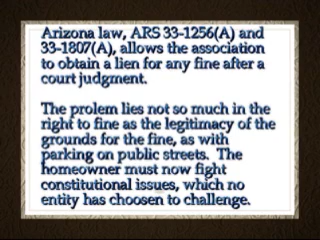 Arizona law, ARS 33-1256(A) and
33-1807(A), allows the association
to obtain a lien for any fine after a
court judgment.
The prolem lies not so much in the
right to fine as the legitimacy of the
grounds for the fine, as with
parking on public streets.  The
homeowner must now fight
constitutional issues, which no
entity has choosen to challenge.